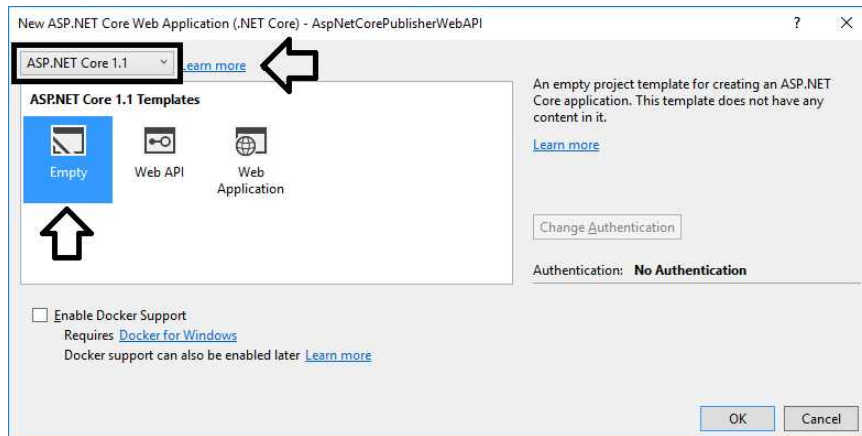 New ASP.NET Core Web Application (.NET Core) - AspNetCorePublisherWebAPI
ASP.NET Core 1.1
Learn more
ASP.NET Core 1.1 Templates
Empty
Web API
Web
Application
An empty project template for creating an ASP.NET
Core application. This template does not have any
content in it.
Learn more
Change Authentication
Authentication: No Authentication
Enable Docker Support
Requires Docker for Windows
Docker support can also be enabled later Learn more
OK
Cancel